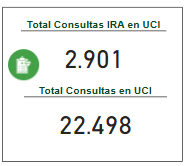 Total Consultas IRA en UCI
2.901
Total Consultas en UCI
22.498